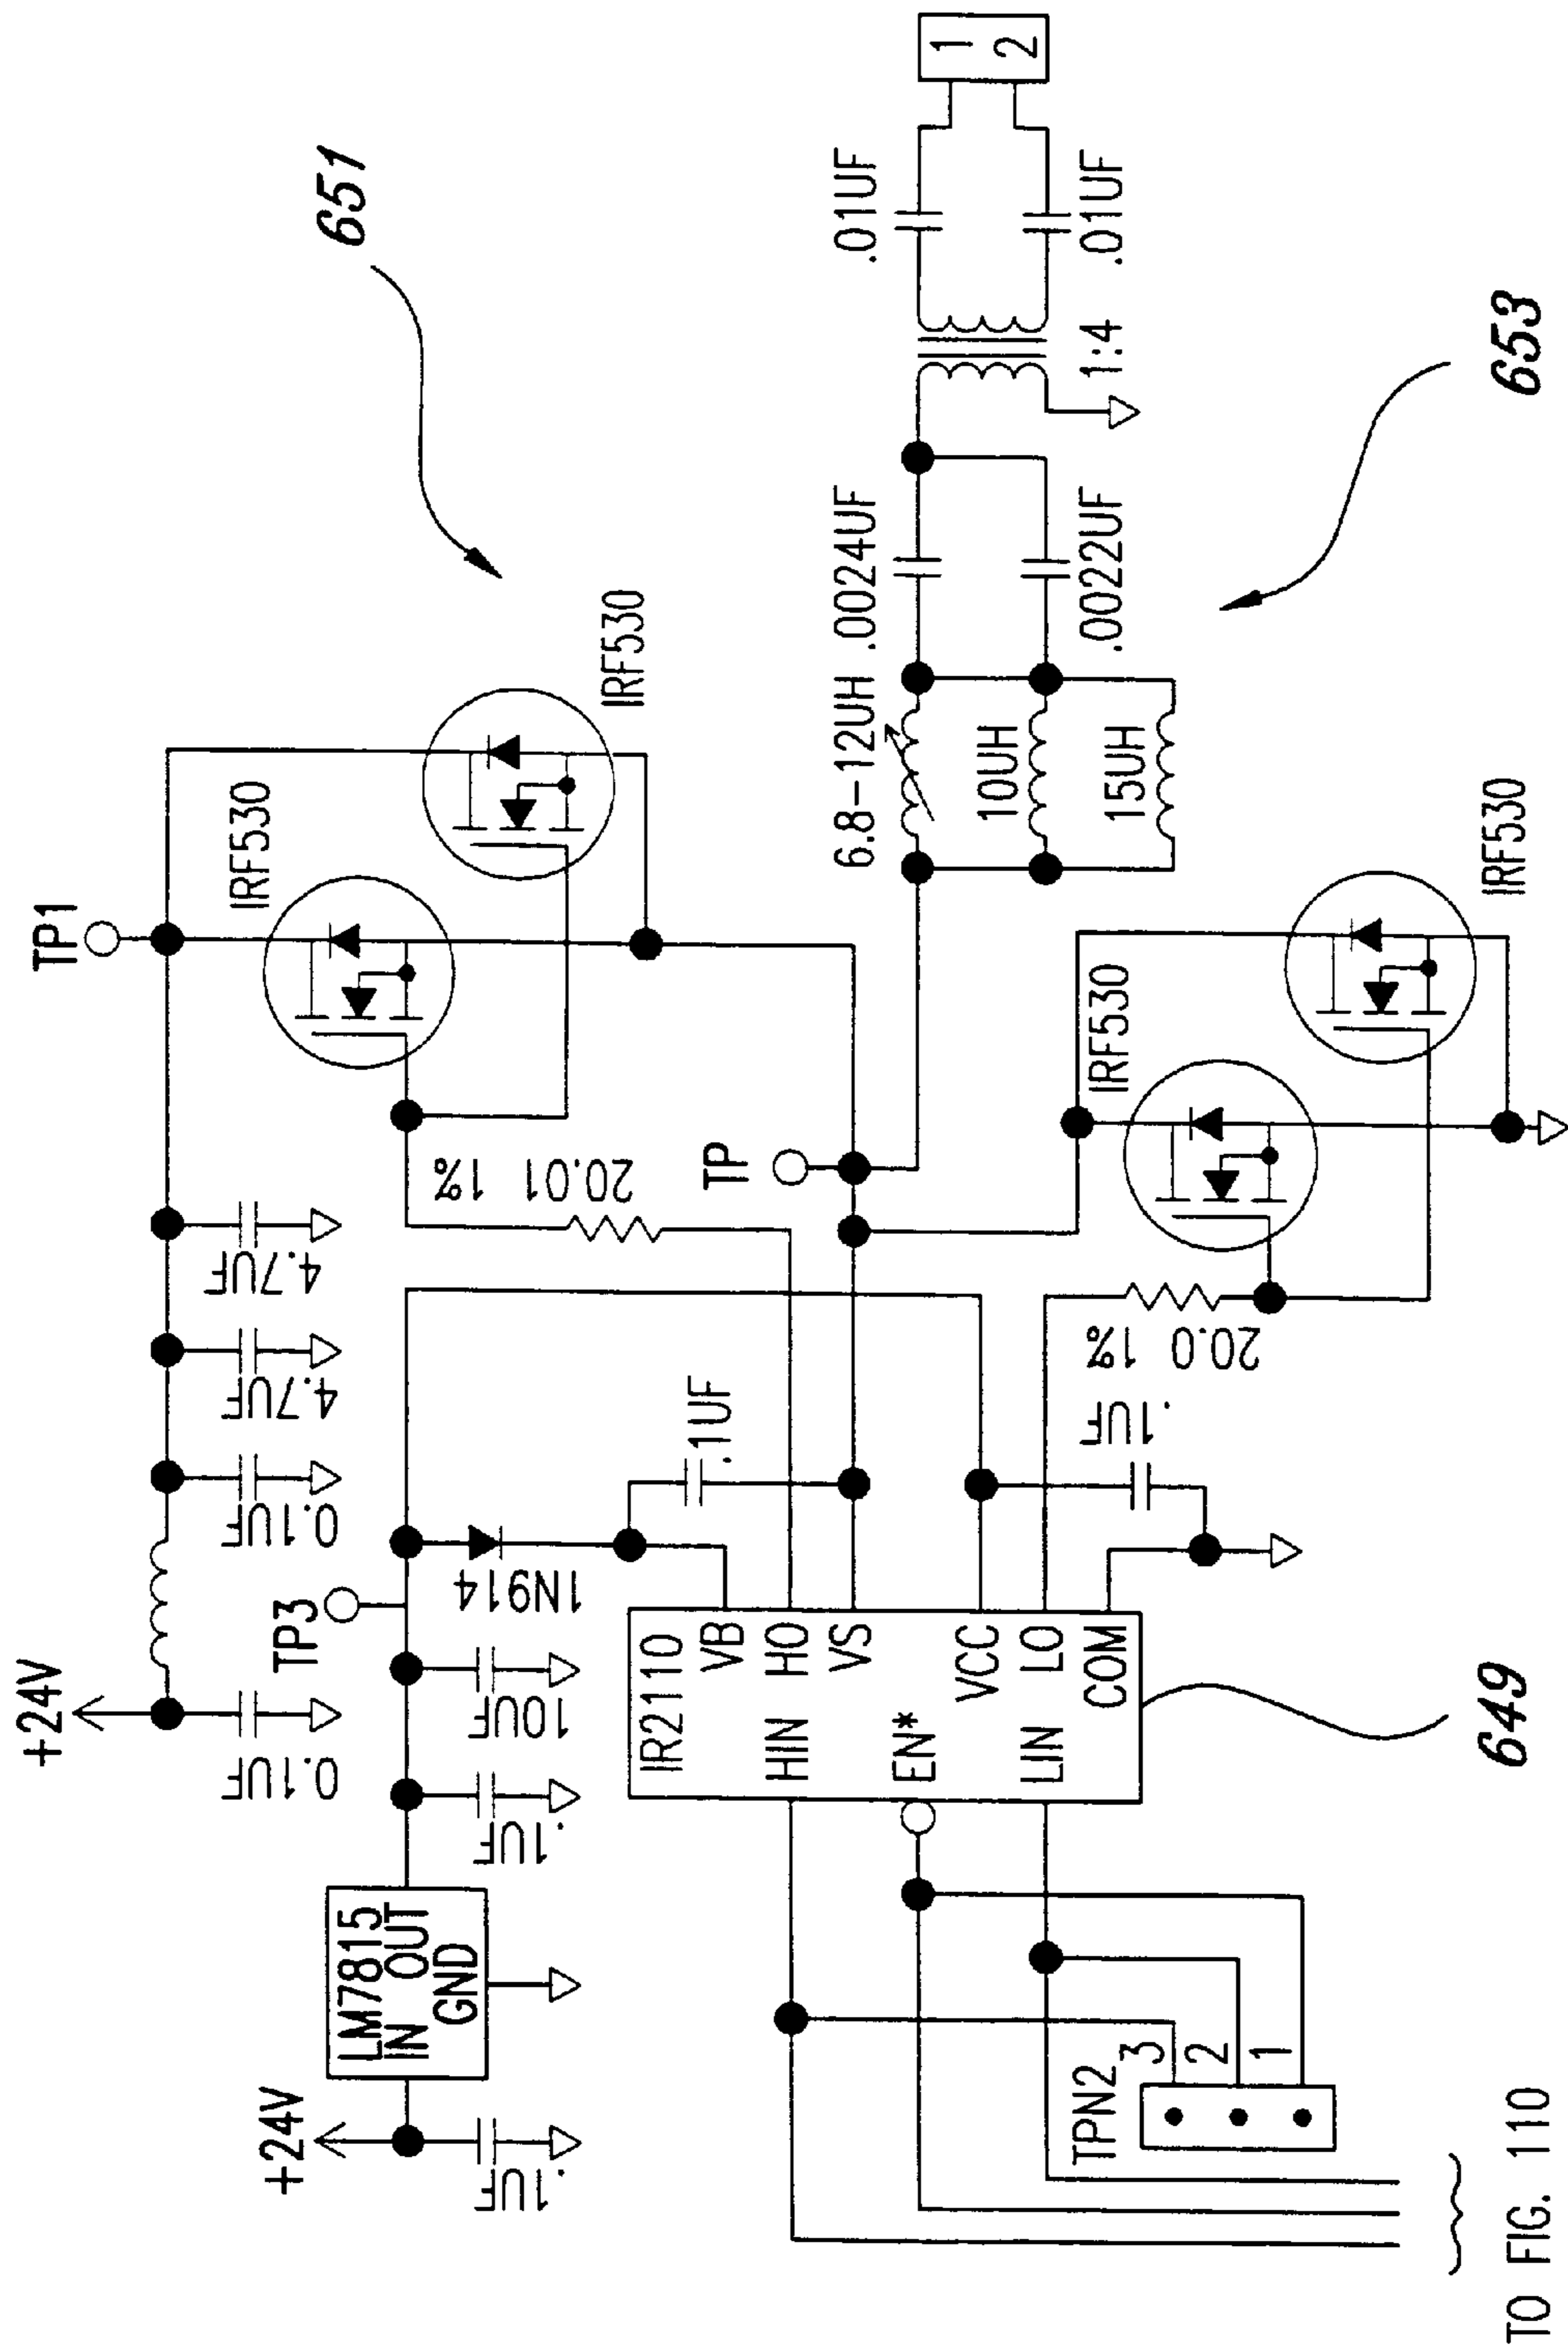 +24V
.1UF
LM7815
IN OUT
GND
.1UF
10UF
TP3
1N914
+24V
0.1UF
0.1UF
4.7UF
4.7UF
TP1
IRF530
IRF530
651
20.01 1%
.1UF
TP
IR2110
VB
HIN HO
VS
EN*
VCC
LIN LO
COM
649
.1UF
20.0 1%
IRF530
IRF530
6.8-12UH
10UH
15UH
.0024UF
.0022UF
1:4
.01UF
.01UF
1
2
653
TPN2
3
2
1
TO FIG. 110